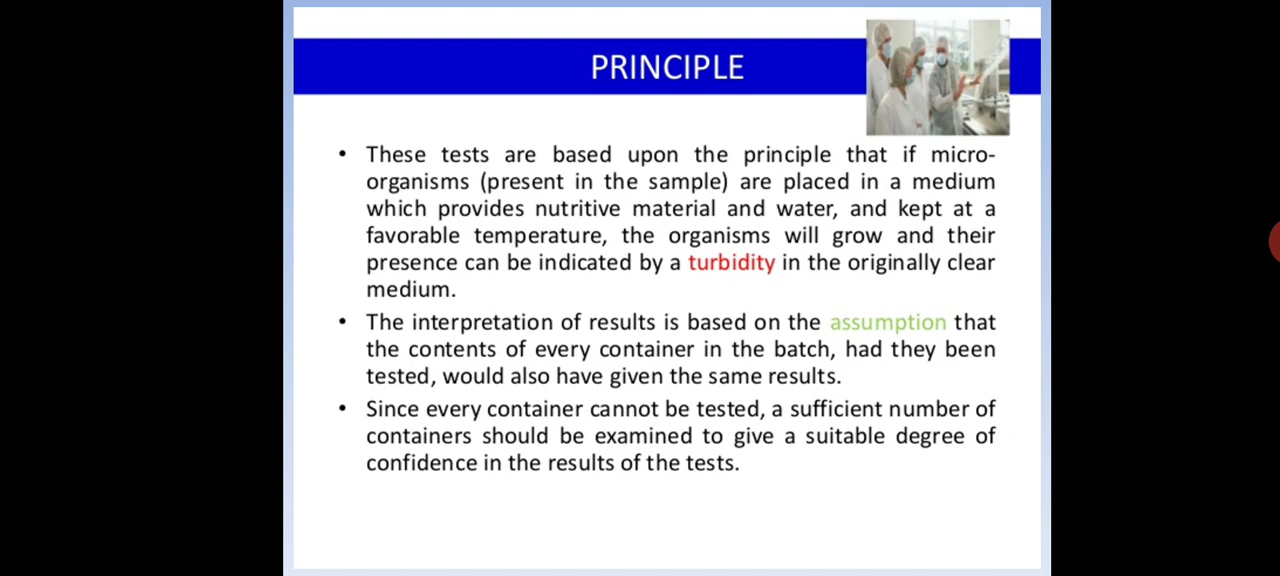 PRINCIPLE
• These tests are based upon the principle that if micro-
organisms (present in the sample) are placed in a medium
which provides nutritive material and water, and kept at a
favorable temperature, the organisms will grow and their
presence can be indicated by a turbidity in the originally clear
medium.
• The interpretation of results is based on the assumption that
the contents of every container in the batch, had they been
tested, would also have given the same results.
• Since every container cannot be tested, a sufficient number of
containers should be examined to give a suitable degree of
confidence in the results of the tests.